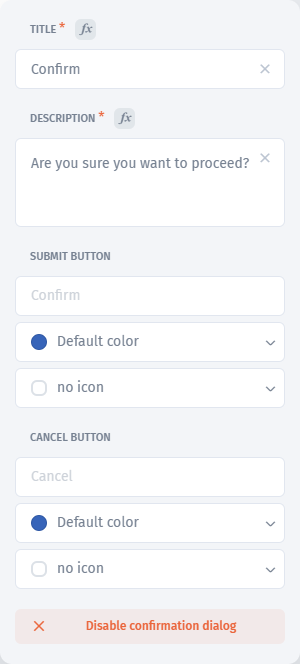 TITLE * fx
Confirm
DESCRIPTION * fx
Are you sure you want to proceed?
SUBMIT BUTTON
Confirm
Default color
no icon
CANCEL BUTTON
Cancel
Default color
no icon
Disable confirmation dialog